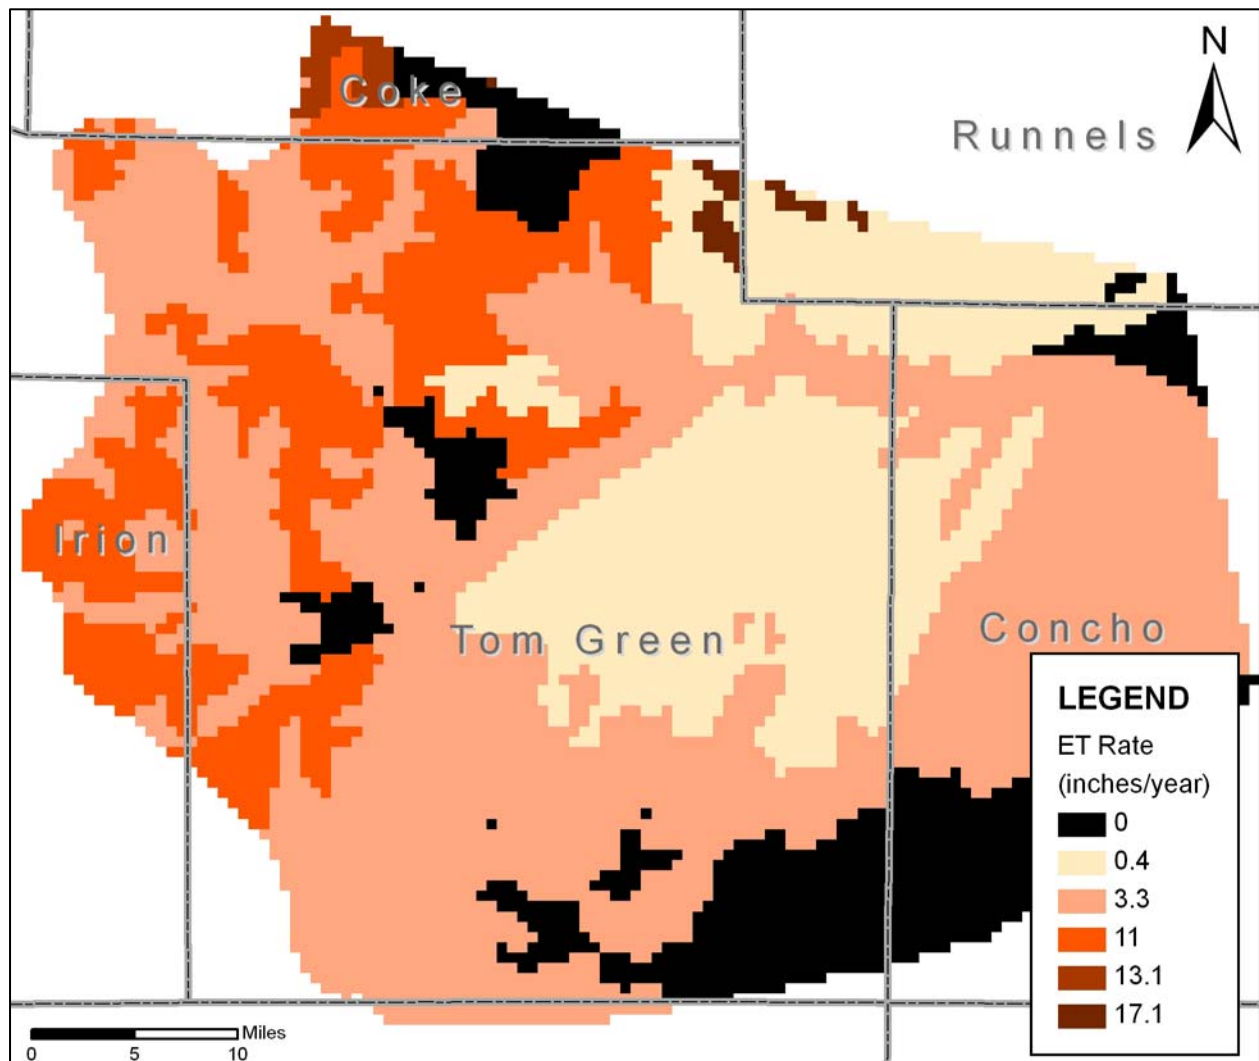 N
Coke
Runnels
Irion
Tom Green
Concho
LEGEND
ET Rate
(inches/year)
0
0.4
3.3
11
13.1
17.1
Miles
0 5 10